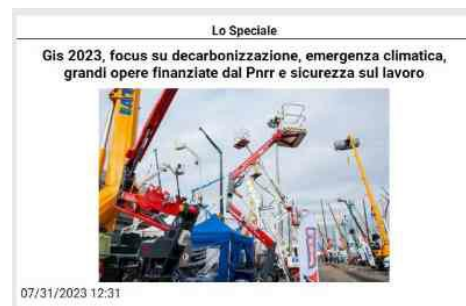 Lo Speciale
Gis 2023, focus su decarbonizzazione, emergenza climatica,
grandi opere finanziate dal Pnrr e sicurezza sul lavoro
07/31/2023 12:31